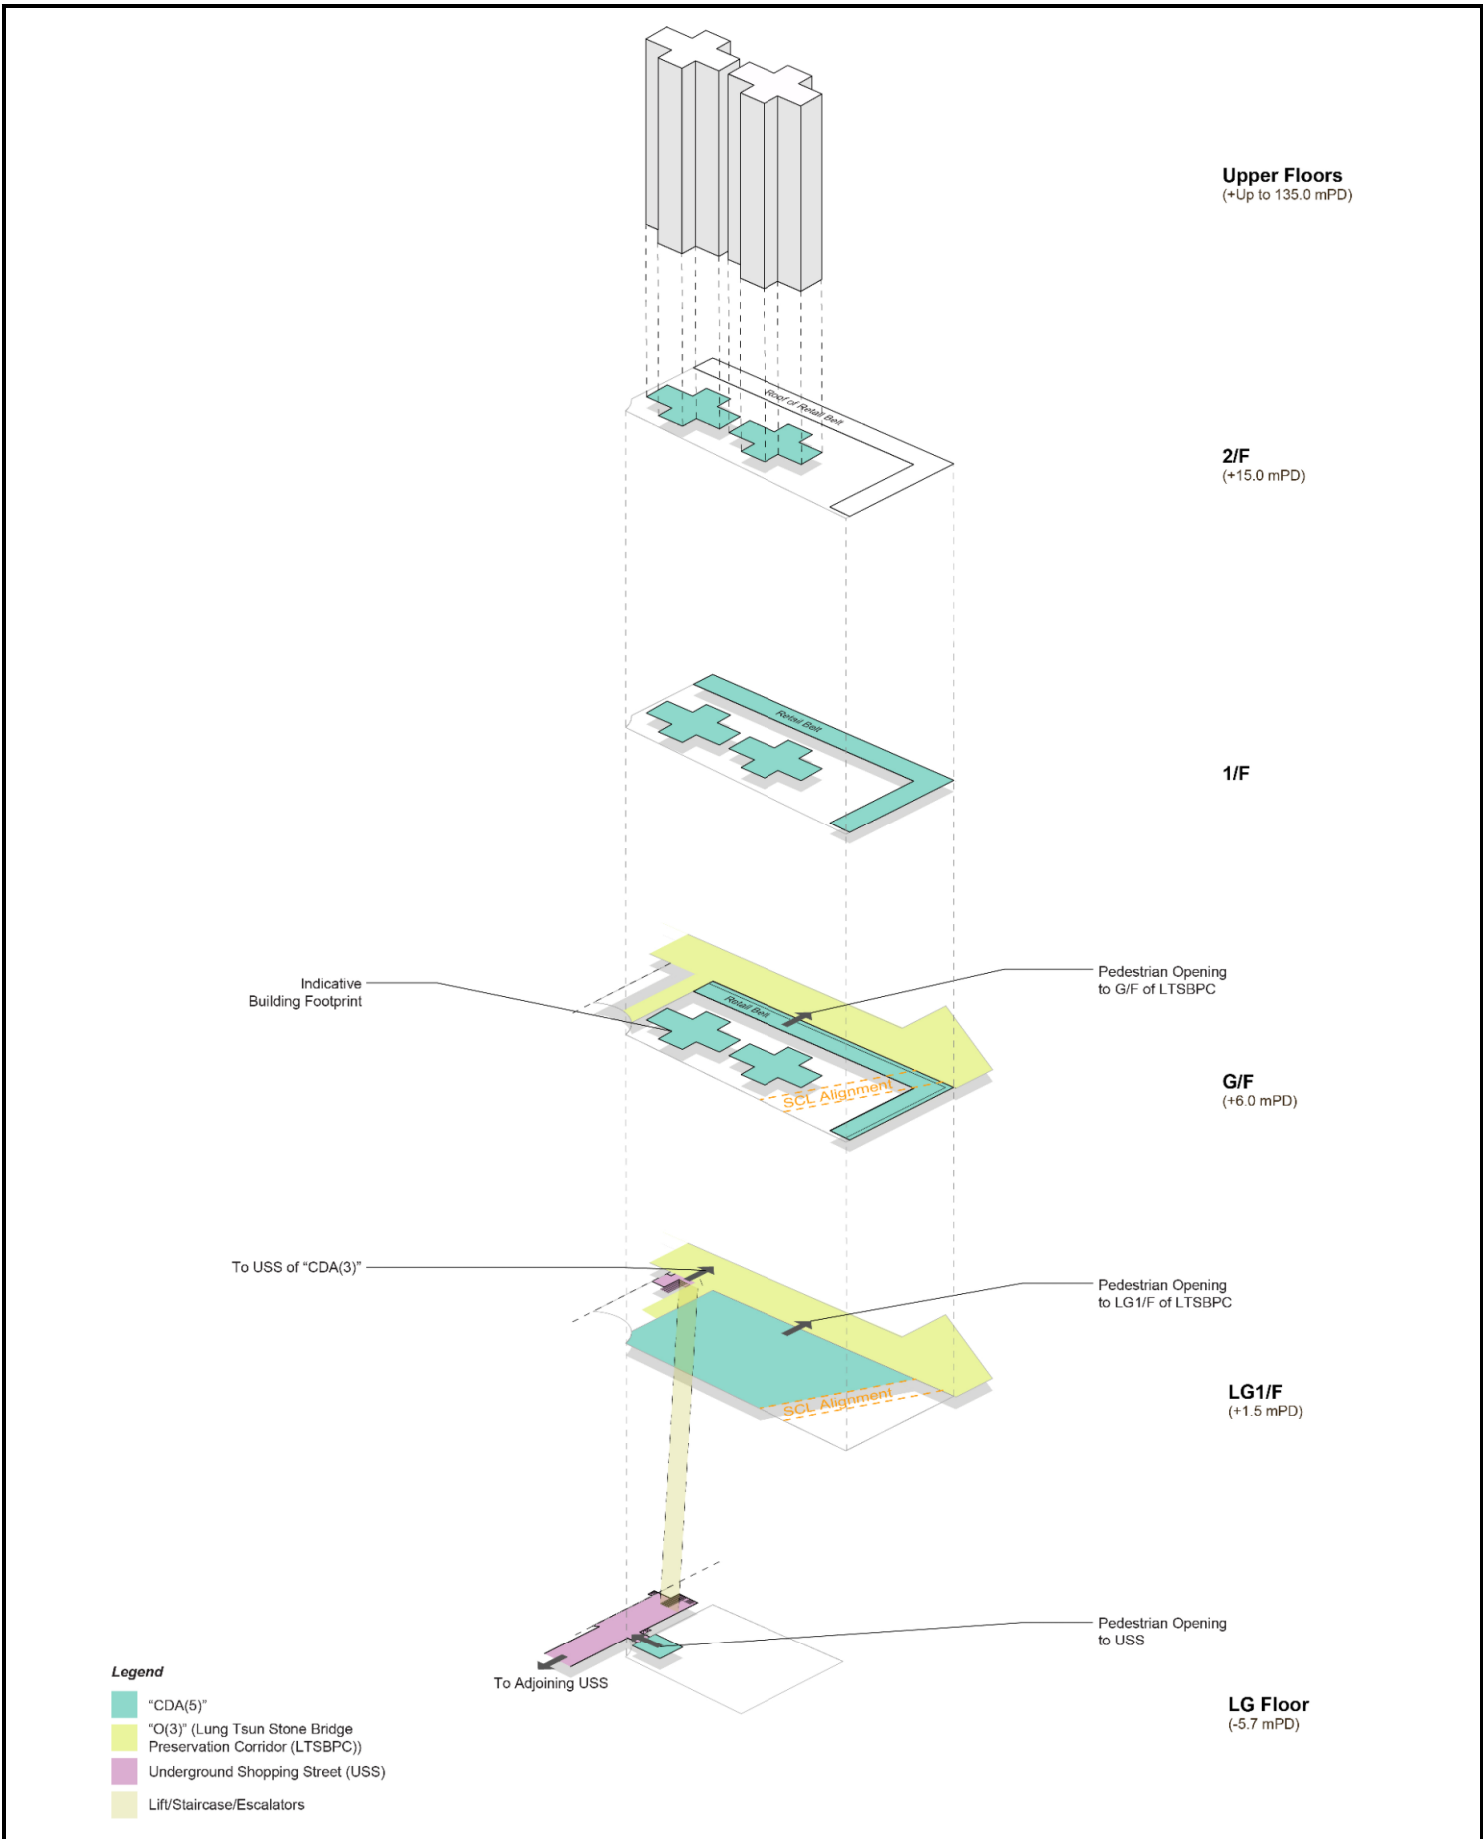 Upper Floors
(+Up to 135.0 mPD)
Roof of Retail Belt
2/F
(+15.0 mPD)
Retail Belt
1/F
Indicative
Building Footprint
Pedestrian Opening
to G/F of LTSBPC
Retail Belt
SCL Alignment
G/F
(+6.0 mPD)
To USS of “CDA(3)”
Pedestrian Opening
to LG1/F of LTSBPC
SCL Alignment
LG1/F
(+1.5 mPD)
Pedestrian Opening
to USS
To Adjoining USS
LG Floor
(-5.7 mPD)
Legend
“CDA(5)”
“O(3)” (Lung Tsun Stone Bridge
Preservation Corridor (LTSBPC))
Underground Shopping Street (USS)
Lift/Staircase/Escalators